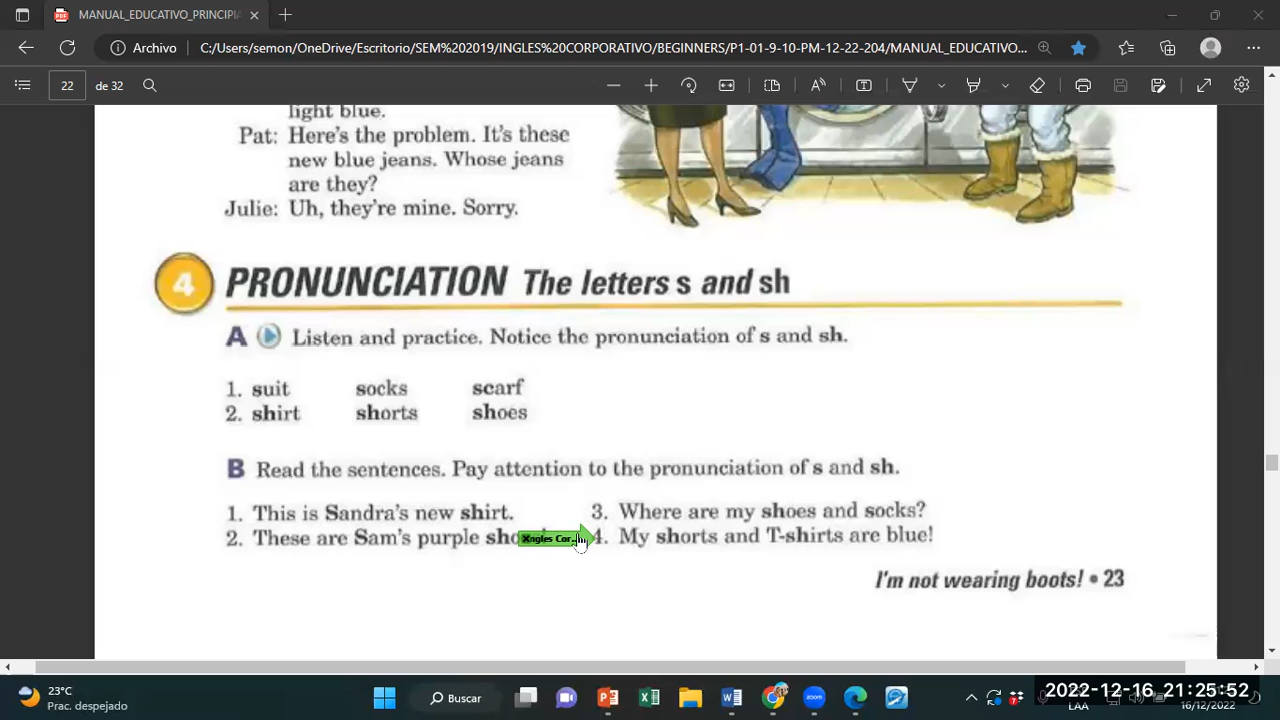 MANUAL_EDUCATIVO_PRINCIPIA
Archivo C:/Users/semon/OneDrive/Escritorio/SEM%202019/INGLES%20CORPORATIVO/BEGINNERS/P1-01-9-10-PM-12-22-204/MANUAL_EDUCATIVO...
22 de 32
light blue.
Pat: Here's the problem. It's these
new blue jeans. Whose jeans
are they?
Julie: Uh, they're mine. Sorry.
4 PRONUNCIATION The letters s and sh
A Listen and practice. Notice the pronunciation of s and sh.
1. suit socks scarf
2. shirt shorts shoes
B Read the sentences. Pay attention to the pronunciation of s and sh.
1. This is Sandra's new shirt. 3. Where are my shoes and socks?
2. These are Sam's purple 4. My shorts and T-shirts are blue!
I'm not wearing boots! • 23
23°C
Prac. despejado
Buscar
2022-12-16 21:25:52
LAA 16/12/2022